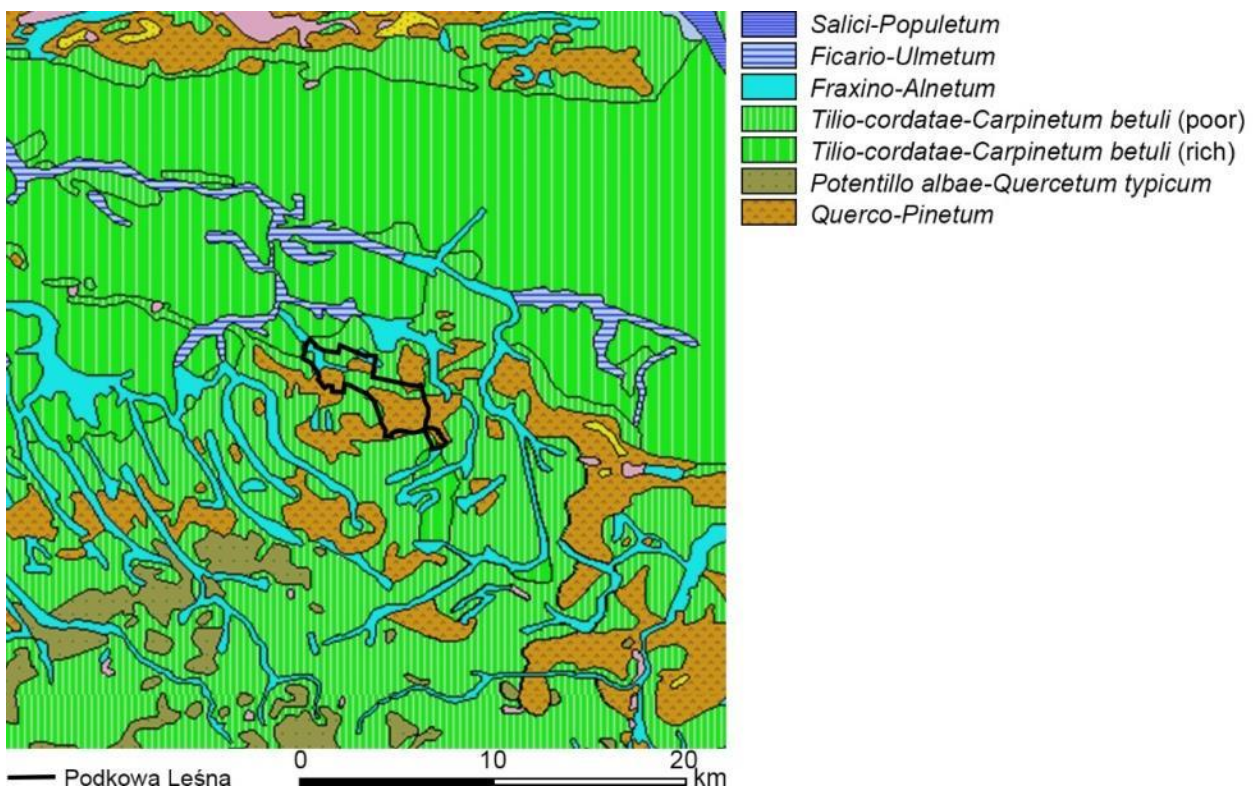 Salici-Populetum
Ficario-Ulmetum
Fraxino-Alnetum
Tilio-cordatae-Carpinetum betuli (poor)
Tilio-cordatae-Carpinetum betuli (rich)
Potentillo albae-Quercetum typicum
Querco-Pinetum
Podkowa Leśna
0 10 20
km